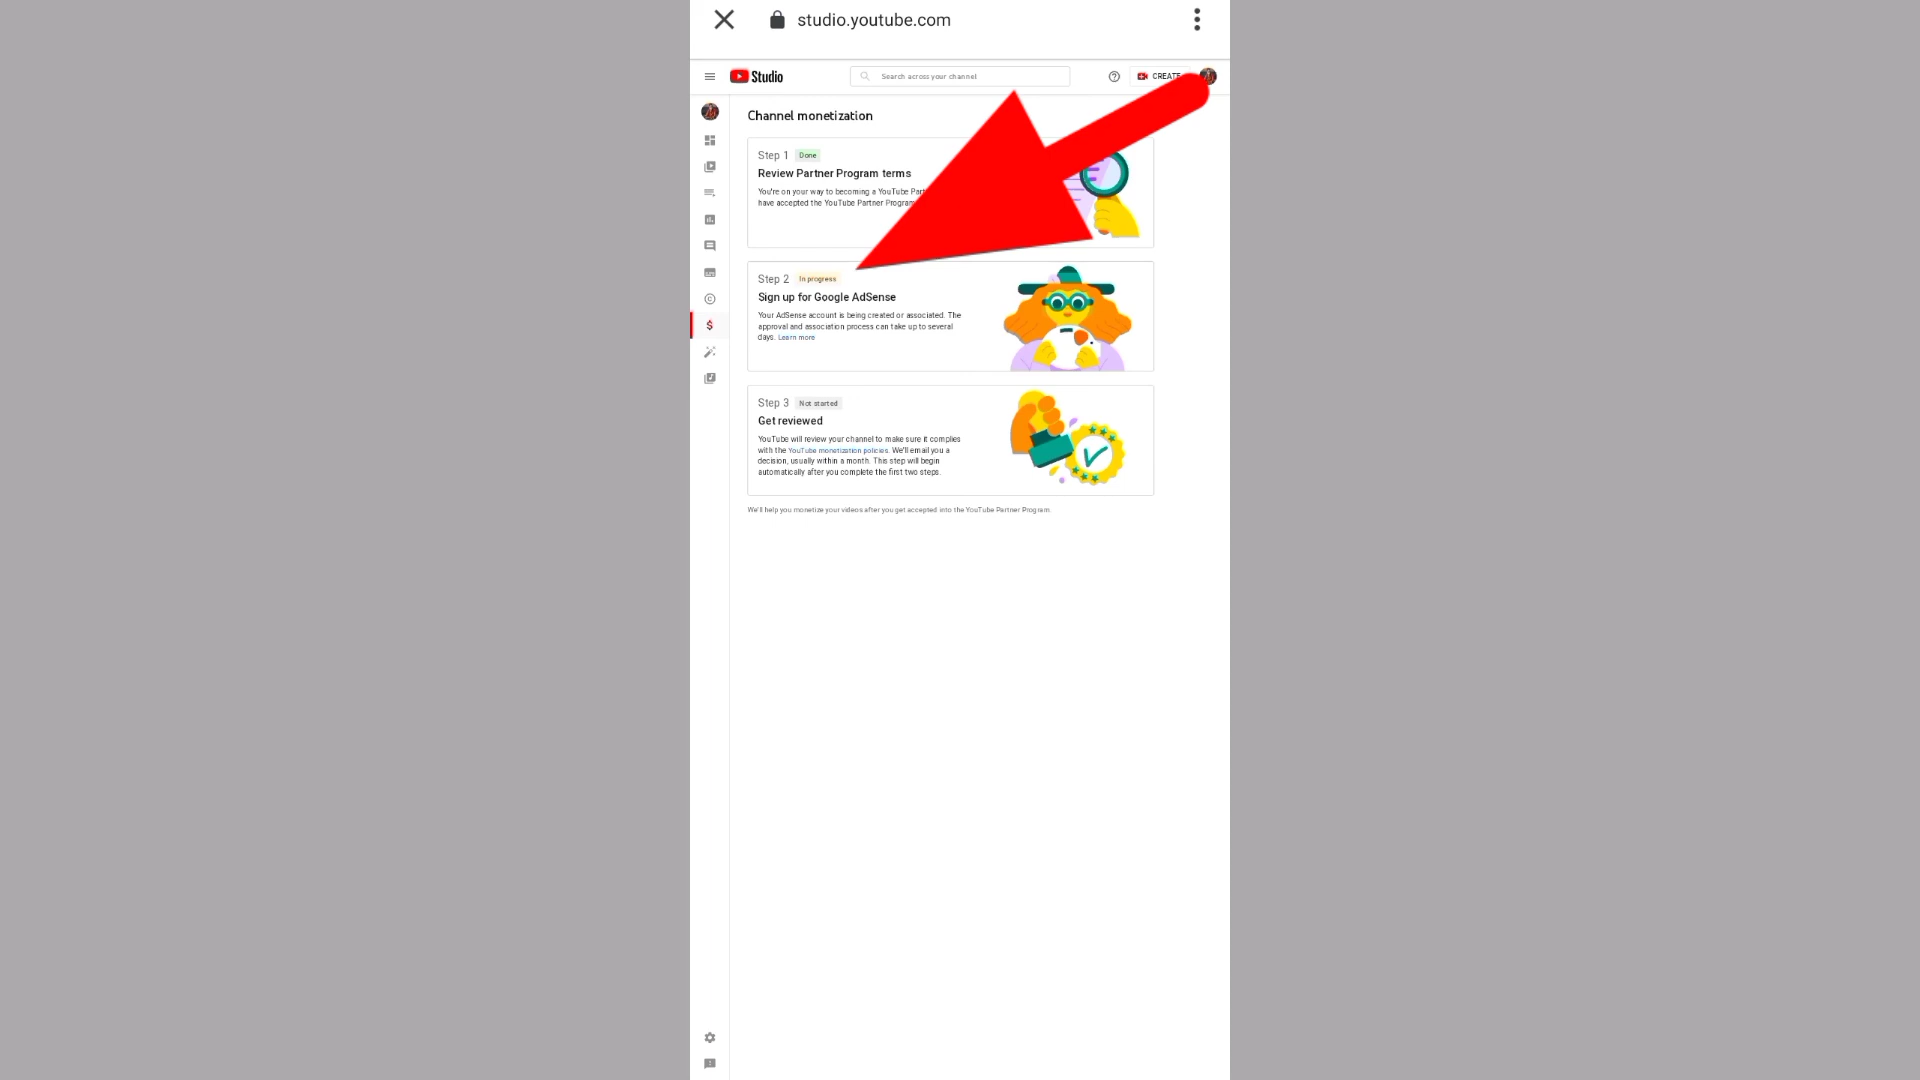 studio.youtube.com
Studio
Search across your channel
CREATE
Channel monetization
Step 1 Done
Review Partner Program terms
You're on your way to becoming a YouTube
have accepted the YouTube Partner Program
Step 2 In progress
Sign up for Google AdSense
Your AdSense account is being created or associated. The
approval and association process can take up to several
days. Learn more
Step 3 Not started
Get reviewed
YouTube will review your channel to make sure it complies
with the YouTube monetization policies. We'll email you a
decision, usually within a month. This step will begin
automatically after you complete the first two steps.
We'll help you monetize your videos after you get accepted into the YouTube Partner Program.